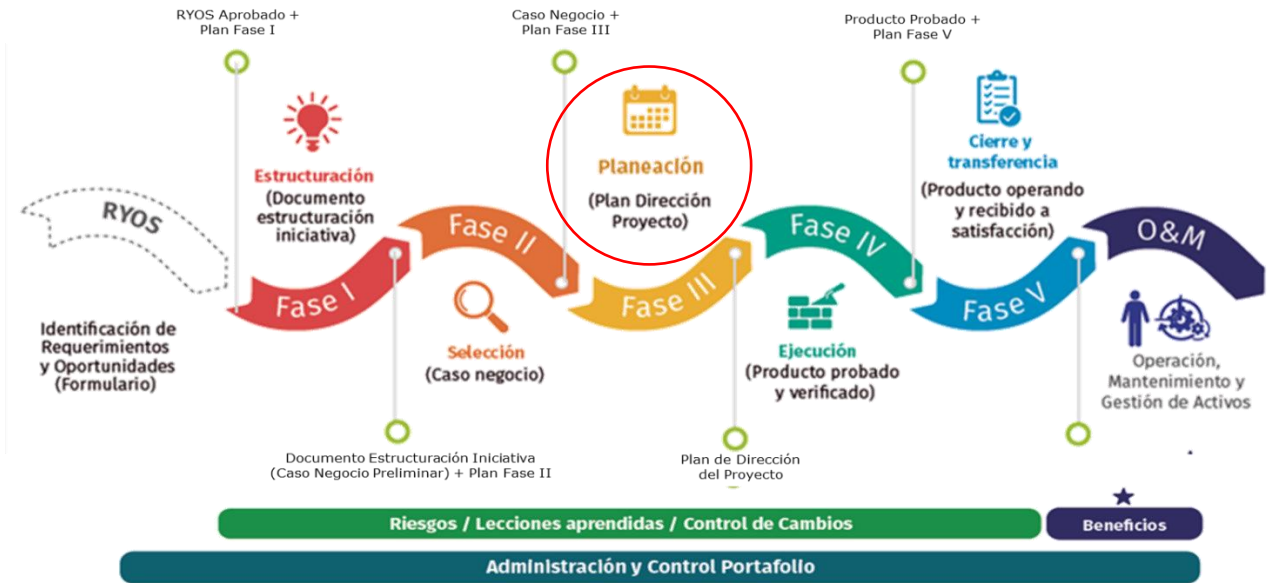 RYOS Aprobado +
Plan Fase I
Caso Negocio +
Plan Fase III
Producto Probado +
Plan Fase V
Estructuración
(Documento
estructuración
iniciativa)
Planeación
(Plan Dirección
Proyecto)
Cierre y
transferencia
(Producto operando
y recibido a
satisfacción)
RYOS
Fase I
Fase II
Fase III
Fase IV
Fase V
O&M
Identificación de
Requerimientos
y Oportunidades
(Formulario)
Selección
(Caso negocio)
Ejecución
(Producto probado
y verificado)
Operación,
Mantenimiento y
Gestión de Activos
Documento Estructuración Iniciativa
(Caso Negocio Preliminar) + Plan Fase II
Plan de Dirección
del Proyecto
Riesgos / Lecciones aprendidas / Control de Cambios
Beneficios
Administración y Control Portafolio